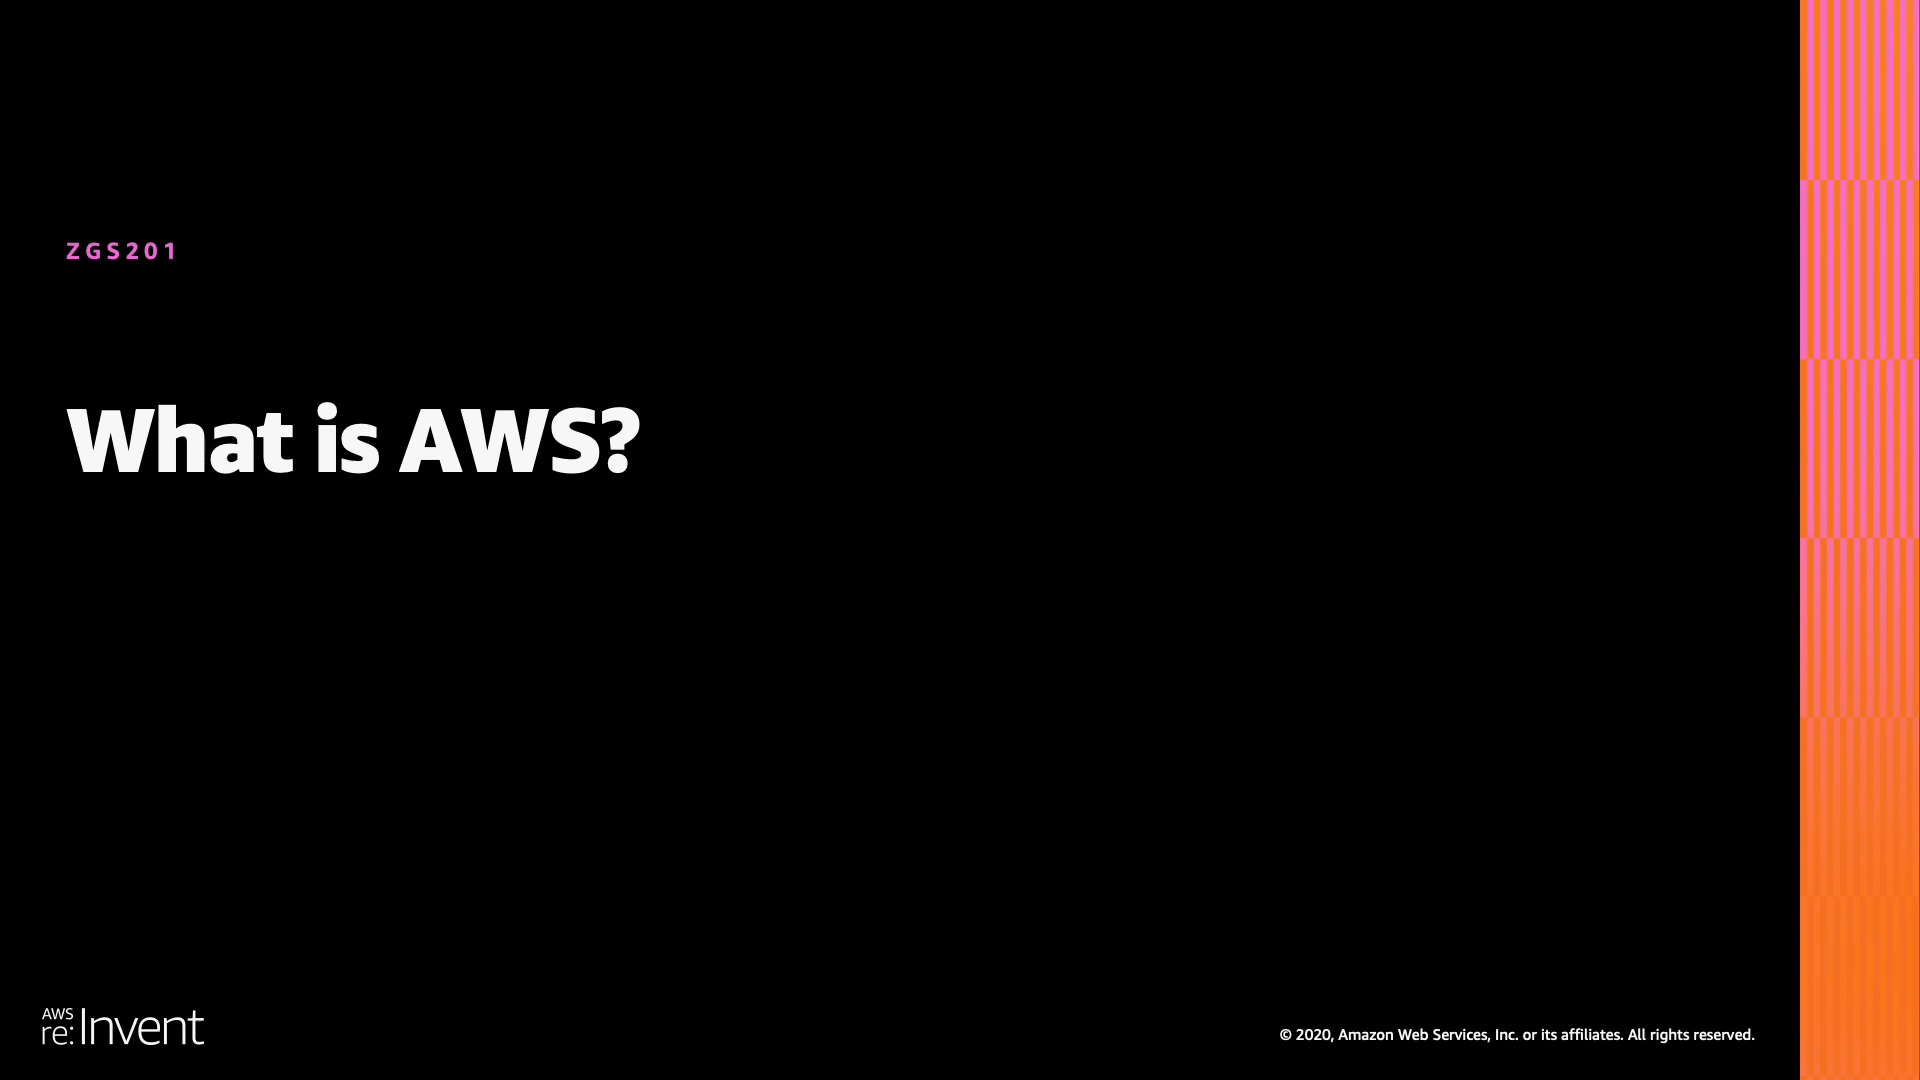 ZGS201
What is AWS?
AWS
re:Invent
© 2020, Amazon Web Services, Inc. or its affiliates. All rights reserved.